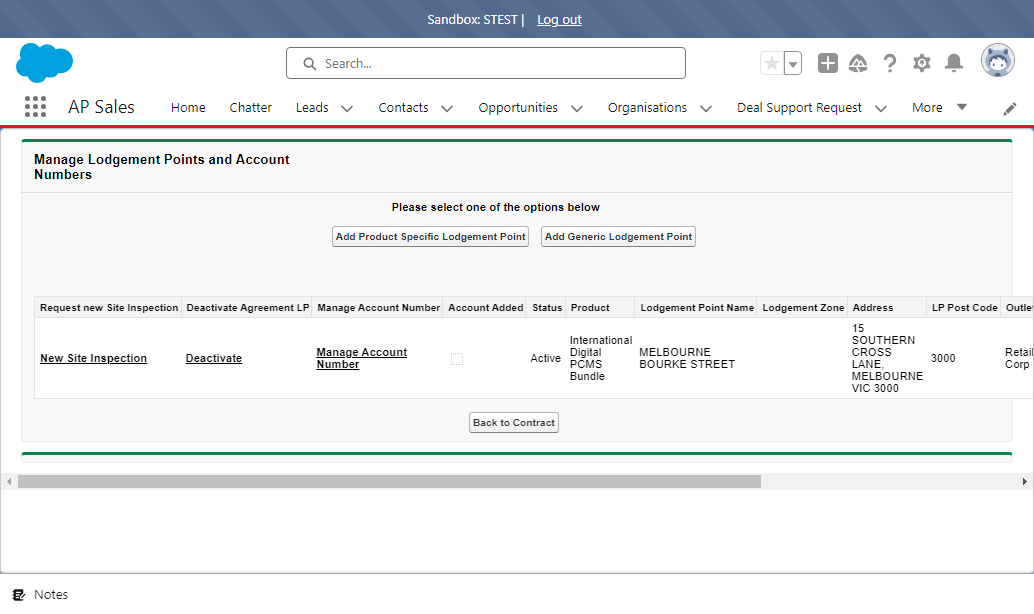 Sandbox: STEST | Log out
Search...
AP Sales Home Chatter Leads Contacts Opportunities Organisations Deal Support Request More
Manage Lodgement Points and Account
Numbers
Please select one of the options below
Add Product Specific Lodgement Point Add Generic Lodgement Point
Request new Site Inspection Deactivate Agreement LP Manage Account Number Account Added Status Product Lodgement Point Name Lodgement Zone Address LP Post Code Outle
New Site Inspection
Deactivate
Manage Account
Number
Active
International
Digital
PCMS
Bundle
MELBOURNE
BOURKE STREET
15
SOUTHERN
CROSS
LANE,
MELBOURNE
VIC 3000
3000
Retail
Corp
Back to Contract
Notes